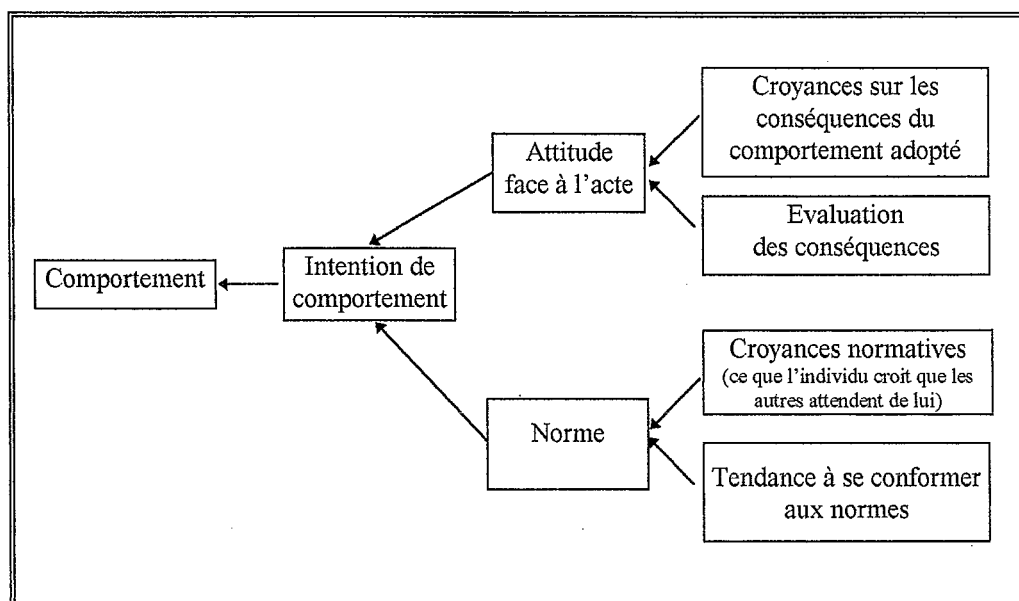 Croyances sur les
conséquences du
comportement adopté
Attitude
face à l'acte
Evaluation
des conséquences
Comportement
Intention de
comportement
Croyances normatives
(ce que l'individu croit que les
autres attendent de lui)
Norme
Tendance à se conformer
aux normes